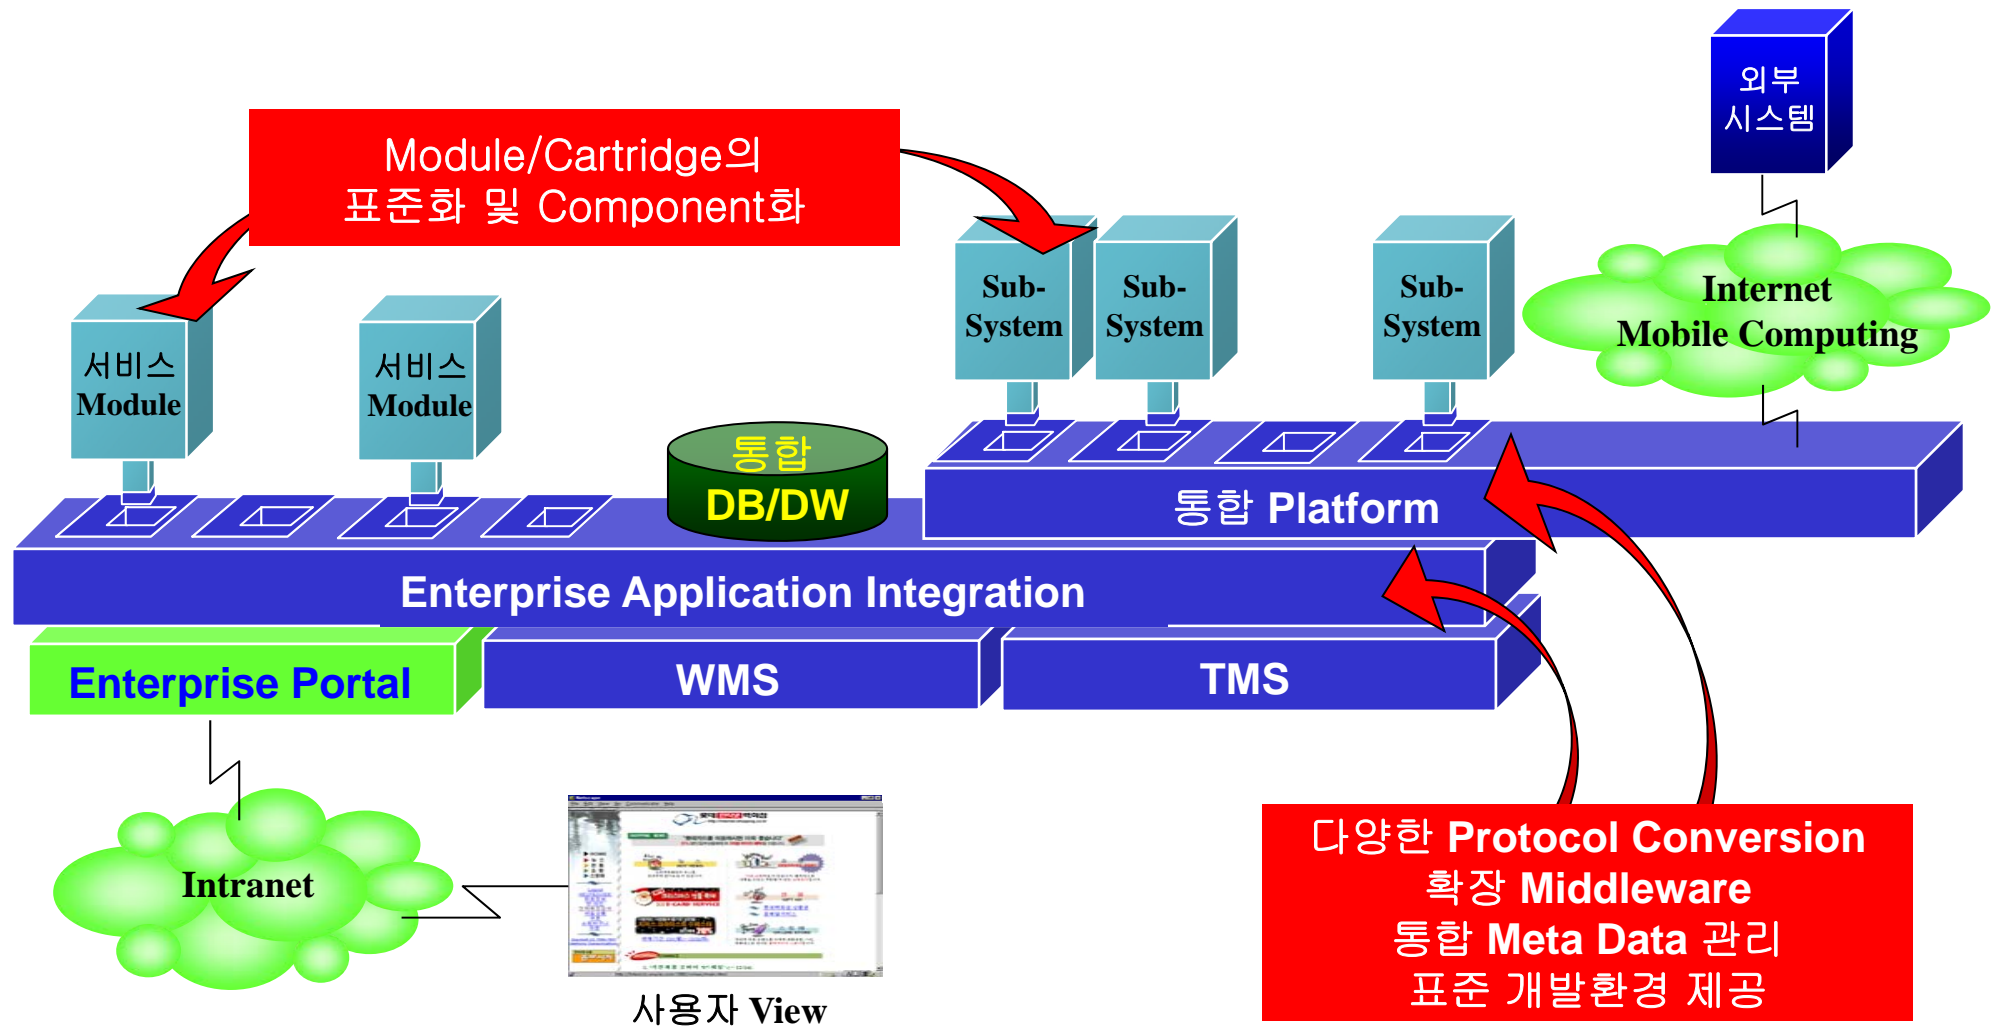 외부
시스템
Module/Cartridge의
표준화 및 Component화
Sub-
System
Sub-
System
Sub-
System
Internet
Mobile Computing
서비스
Module
서비스
Module
통합
DB/DW
통합 Platform
Enterprise Application Integration
Enterprise Portal
WMS
TMS
Intranet
사용자 View
다양한 Protocol Conversion
확장 Middleware
통합 Meta Data 관리
표준 개발환경 제공